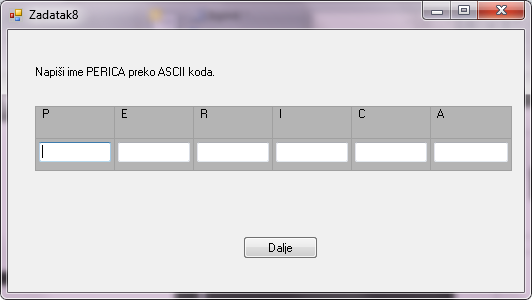 Zadatak8
Napiši ime PERICA preko ASCII koda.
P E R I C A
Dalje